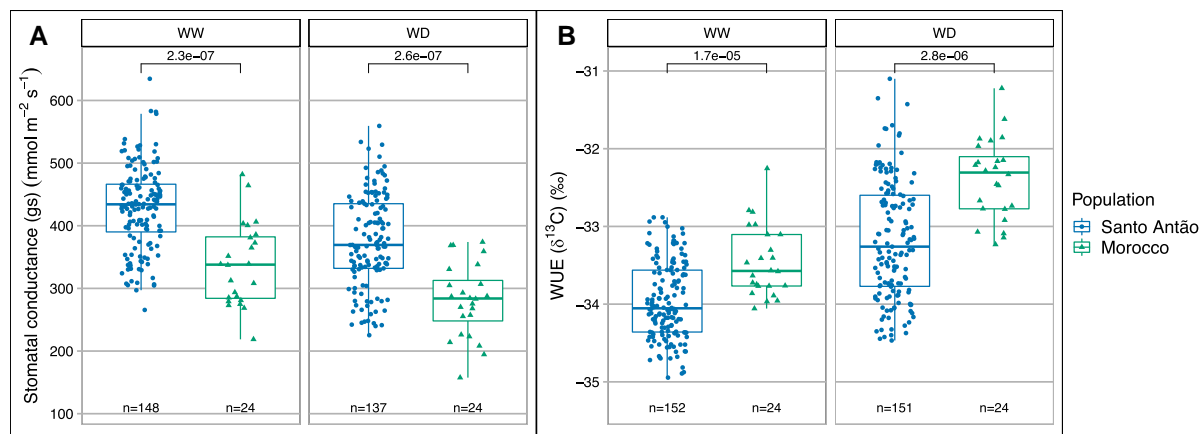 A
WW
WD
2.3e−07
2.6e−07
Stomatal conductance (gs) (mmol m−2 s−1)
600
500
400
300
200
100
n=148
n=24
n=137
n=24
B
WW
WD
1.7e−05
2.8e−06
WUE (δ13C) (‰)
−31
−32
−33
−34
−35
n=152
n=24
n=151
n=24
Population
Santo Antão
Morocco